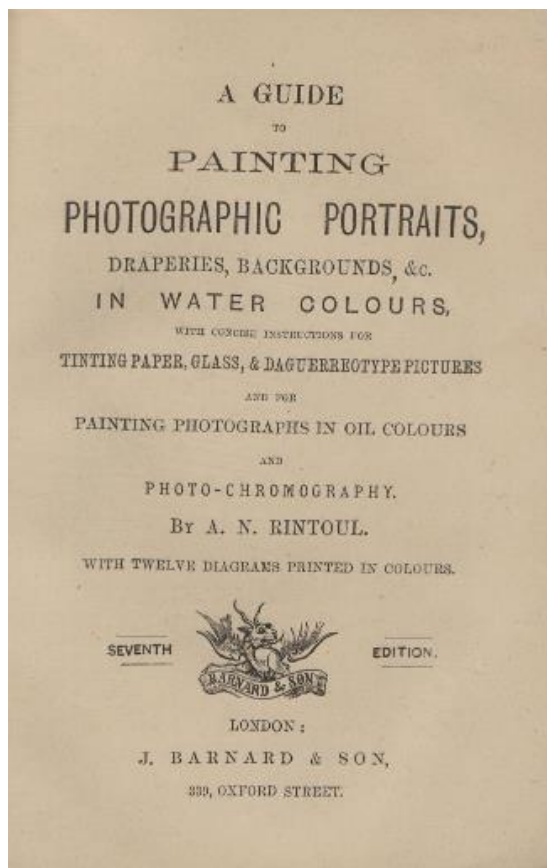 A GUIDE
TO
PAINTING
PHOTOGRAPHIC PORTRAITS,
DRAPERIES, BACKGROUNDS, &c.
IN WATER COLOURS,
WITH CONCISE INSTRUCTIONS FOR
TINTING PAPER, GLASS, & DAGUERREOTYPE PICTURES
AND FOR
PAINTING PHOTOGRAPHS IN OIL COLOURS
AND
PHOTO-CHROMOGRAPHY.
BY A. N. RINTOUL.
WITH TWELVE DIAGRAMS PRINTED IN COLOURS.
SEVENTH EDITION.
BARNARD & SON
LONDON:
J. BARNARD & SON,
339, OXFORD STREET.